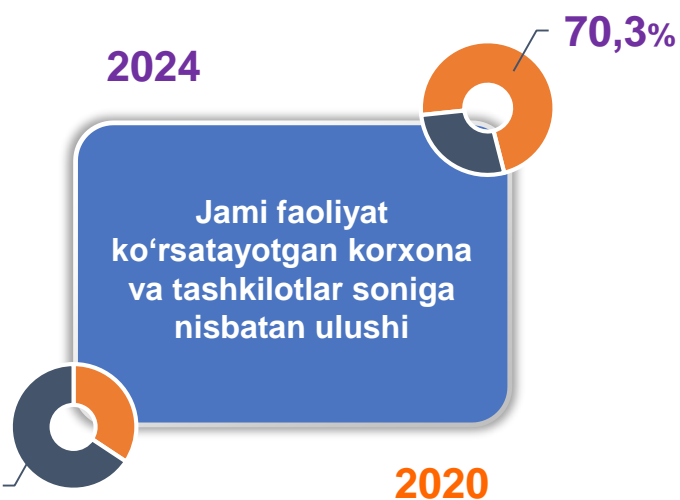 70,3%
2024
Jami faoliyat
ko‘rsatayotgan korxona
va tashkilotlar soniga
nisbatan ulushi
2020